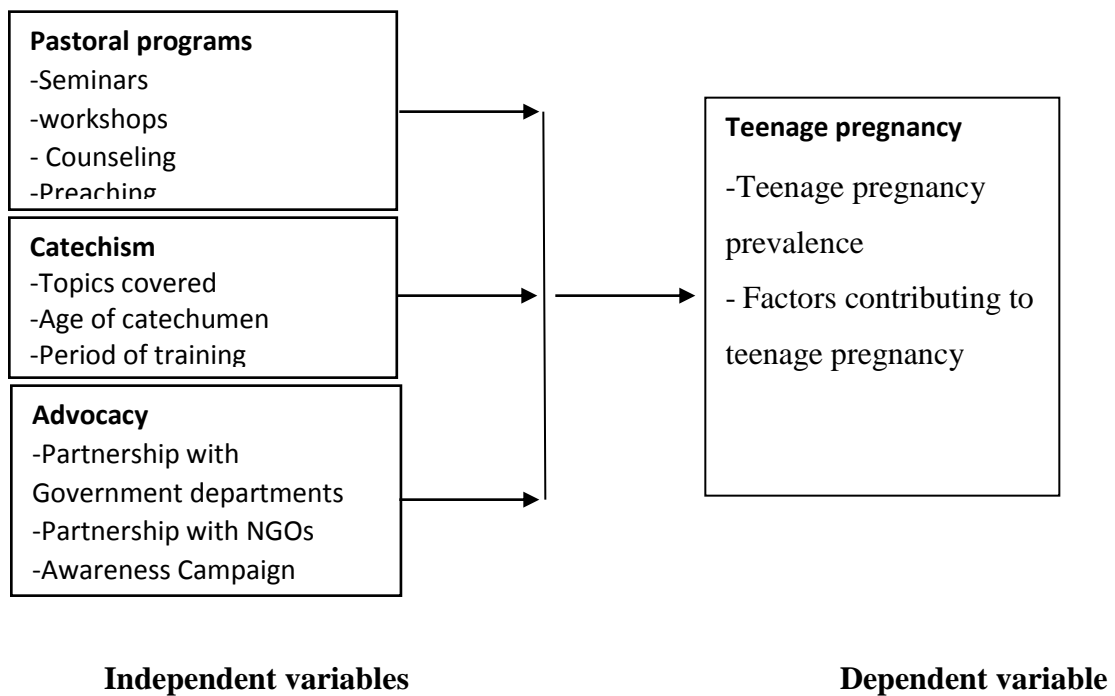 Pastoral programs
-Seminars
-workshops
- Counseling
-Preaching
Catechism
-Topics covered
-Age of catechumen
-Period of training
Advocacy
-Partnership with
Government departments
-Partnership with NGOs
-Awareness Campaign
Teenage pregnancy
-Teenage pregnancy
prevalence
- Factors contributing to
teenage pregnancy
Independent variables
Dependent variable